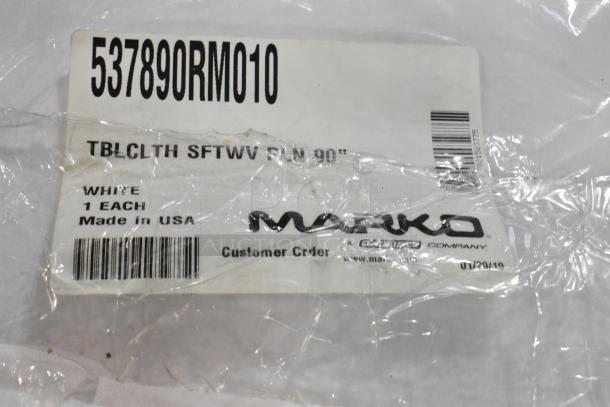 537890RM010
TBLCLTH SFTWV PLN 90"
WHITE
1 EACH
Made in USA
MARKO
A COMPANY
Customer Order
01/29/19